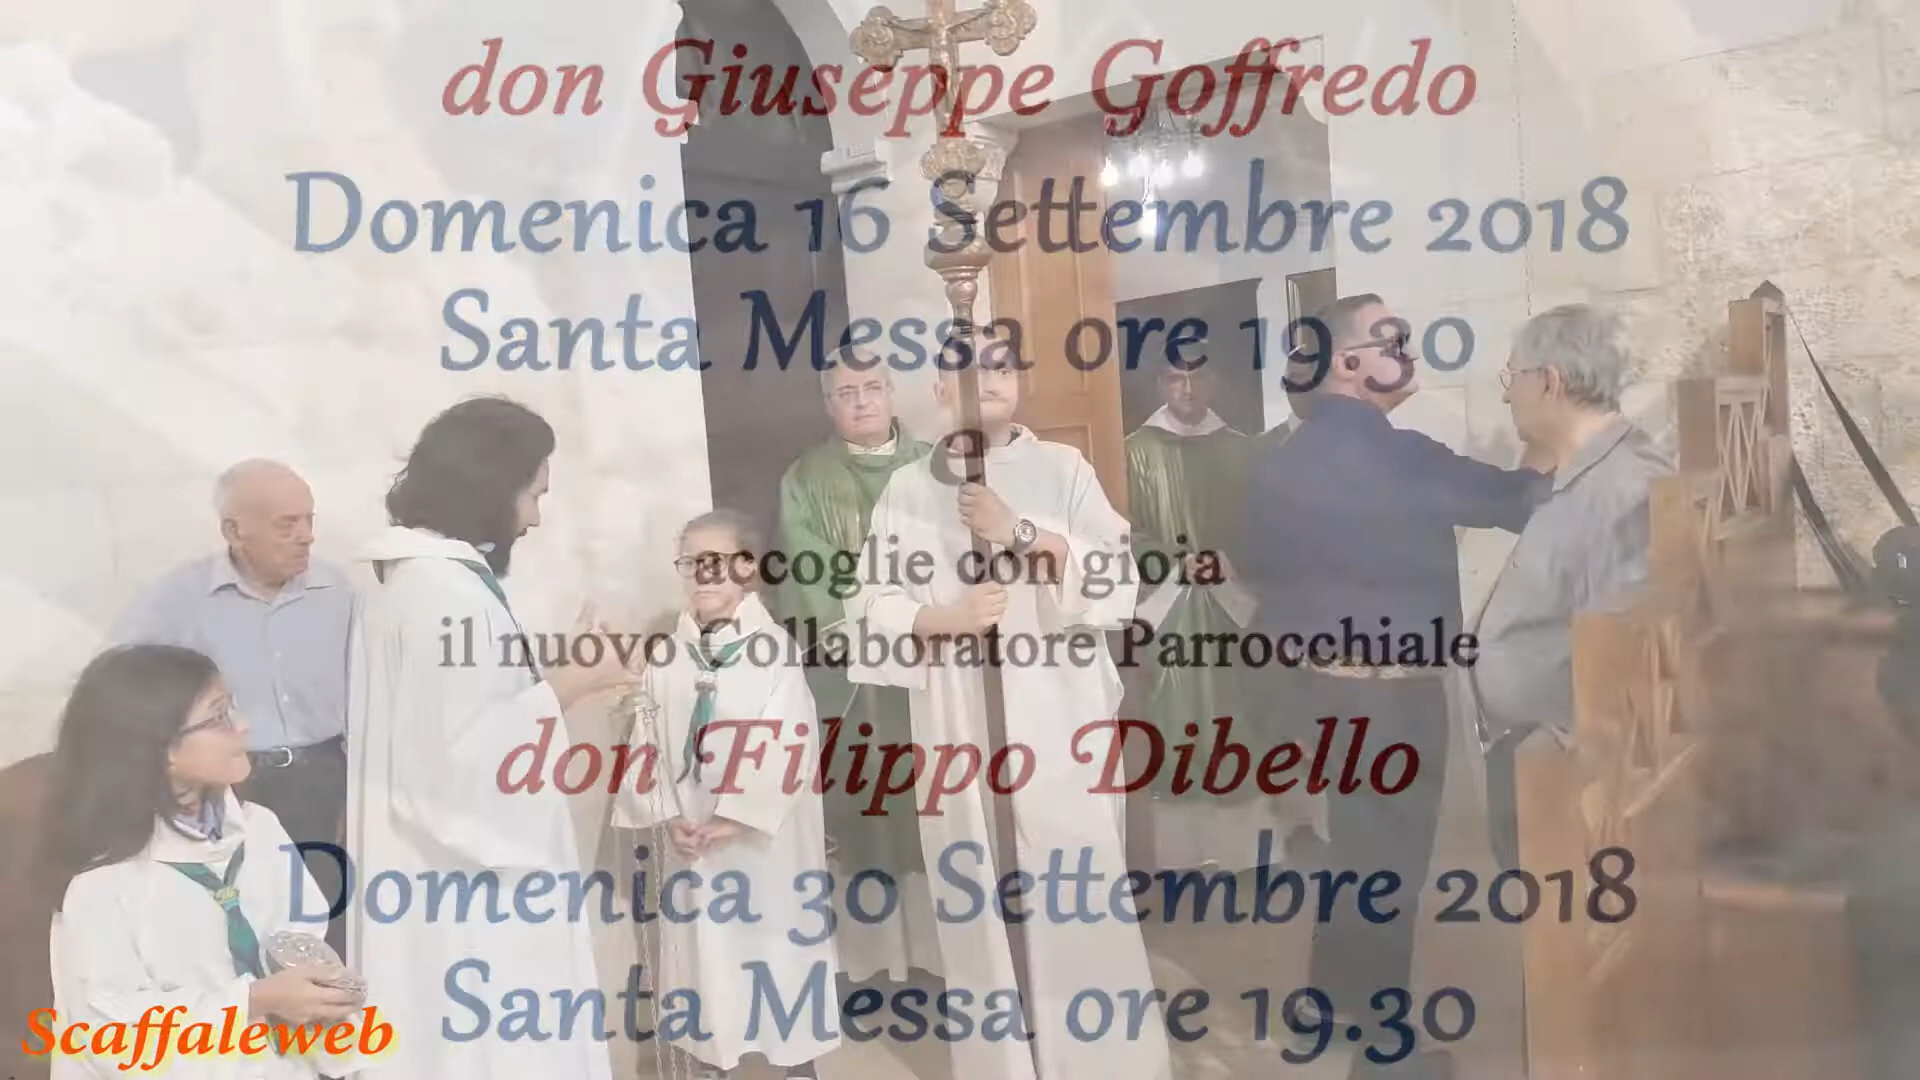 don Giuseppe Goffredo
Domenica 16 Settembre 2018
Santa Messa ore 19.30
e
accoglie con gioia
il nuovo Collaboratore Parrocchiale
don Filippo Dibello
Domenica 30 Settembre 2018
Santa Messa ore 19.30
Scaffaleweb